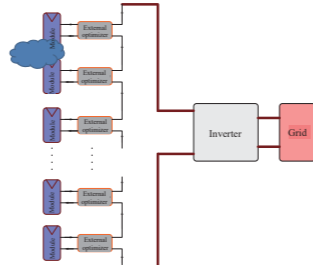 Module
External
optimizer
Module
External
optimizer
Module
External
optimizer
Inverter
Grid
Module
External
optimizer
Module
External
optimizer